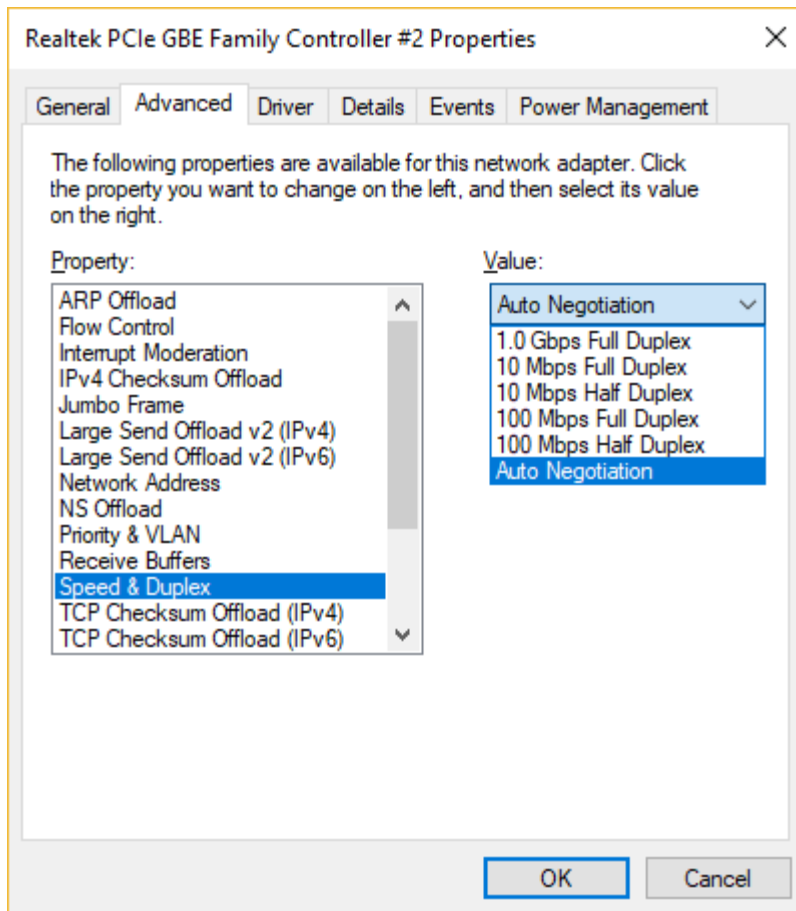 Realtek PCIe GBE Family Controller #2 Properties
General Advanced Driver Details Events Power Management
The following properties are available for this network adapter. Click
the property you want to change on the left, and then select its value
on the right.
Property:
ARP Offload
Flow Control
Interrupt Moderation
IPv4 Checksum Offload
Jumbo Frame
Large Send Offload v2 (IPv4)
Large Send Offload v2 (IPv6)
Network Address
NS Offload
Priority & VLAN
Receive Buffers
Speed & Duplex
TCP Checksum Offload (IPv4)
TCP Checksum Offload (IPv6)
Value:
Auto Negotiation
1.0 Gbps Full Duplex
10 Mbps Full Duplex
10 Mbps Half Duplex
100 Mbps Full Duplex
100 Mbps Half Duplex
Auto Negotiation
OK Cancel